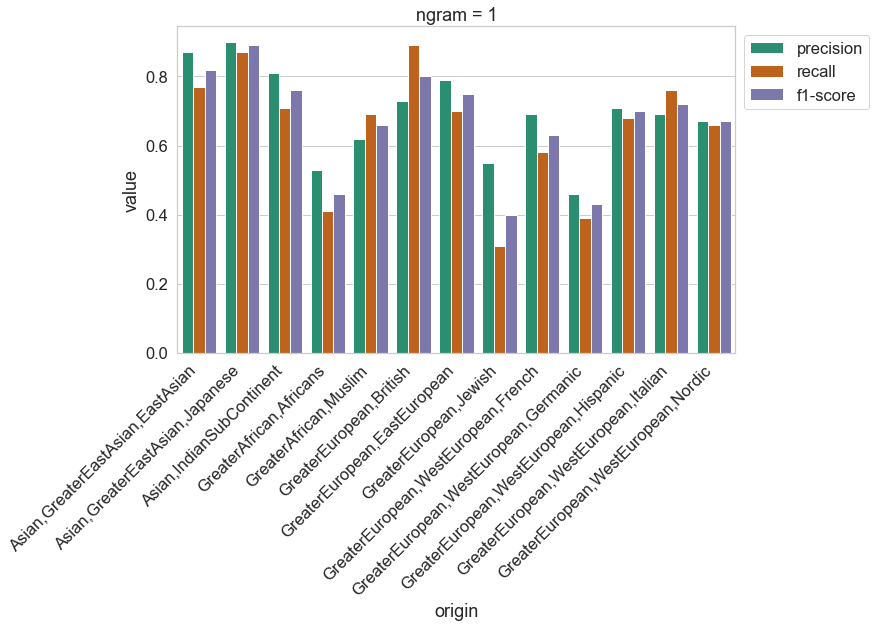 ngram = 1
precision
recall
f1-score
value
0.8
0.6
0.4
0.2
0.0
Asian,GreaterEastAsian,EastAsian
Asian,GreaterEastAsian,Japanese
Asian,IndianSubContinent
GreaterAfrican,Africans
GreaterAfrican,Muslim
GreaterEuropean,British
GreaterEuropean,EastEuropean
GreaterEuropean,Jewish
GreaterEuropean,WestEuropean,French
GreaterEuropean,WestEuropean,Germanic
GreaterEuropean,WestEuropean,Hispanic
GreaterEuropean,WestEuropean,Italian
GreaterEuropean,WestEuropean,Nordic
origin